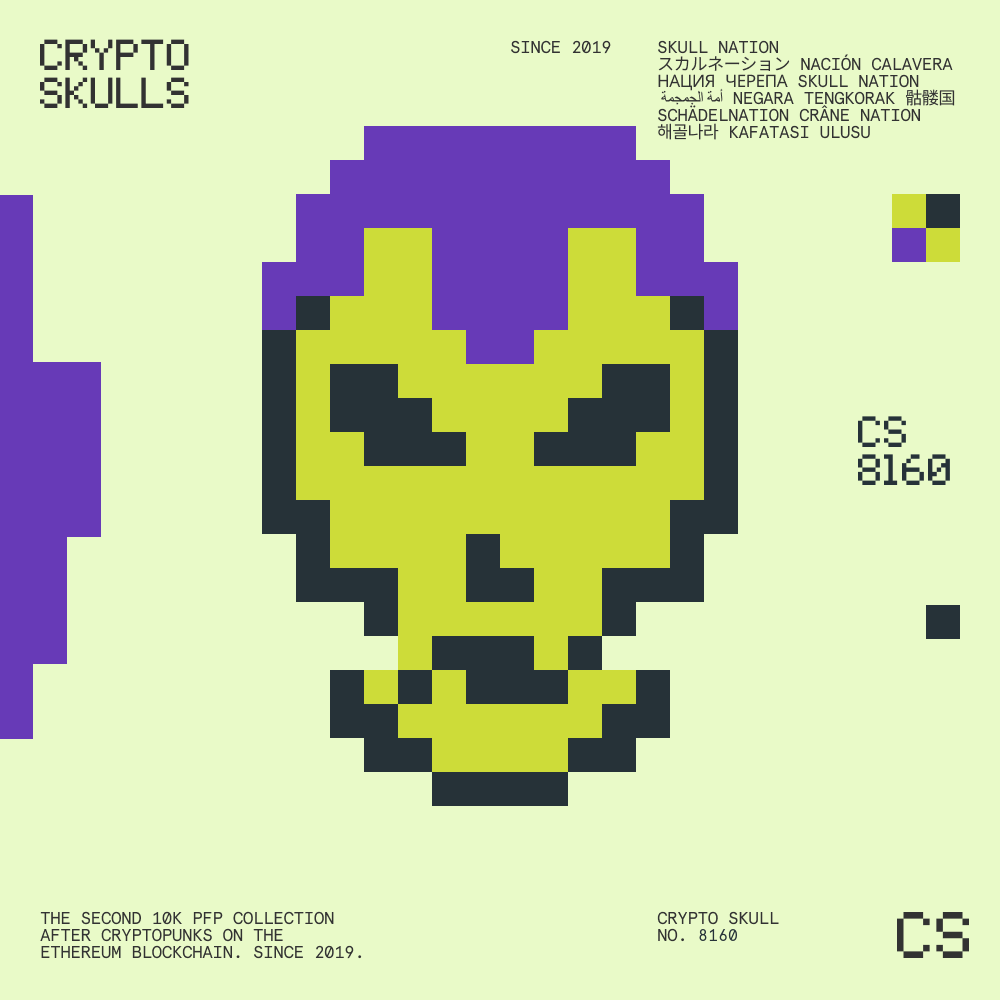 CRYPTO
SKULLS
SINCE 2019
SKULL NATION
スカルネーション NACIÓN CALAVERA
НАЦИЯ ЧЕРЕПА SKULL NATION
أمة الجمجمة NEGARA TENGKORAK 骷髅国
SCHÄDELNATION CRÂNE NATION
해골나라 KAFATASI ULUSU
CS
8160
THE SECOND 10K PFP COLLECTION
AFTER CRYPTOPUNKS ON THE
ETHEREUM BLOCKCHAIN. SINCE 2019.
CRYPTO SKULL
NO. 8160
CS